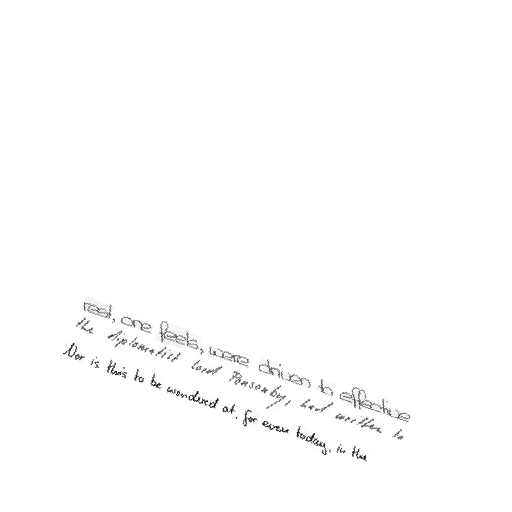 real, one feels, were driven to effective
the diplomatist Lord Ponsonby, had written to
Nor is this to be wondered at, for even today, in the